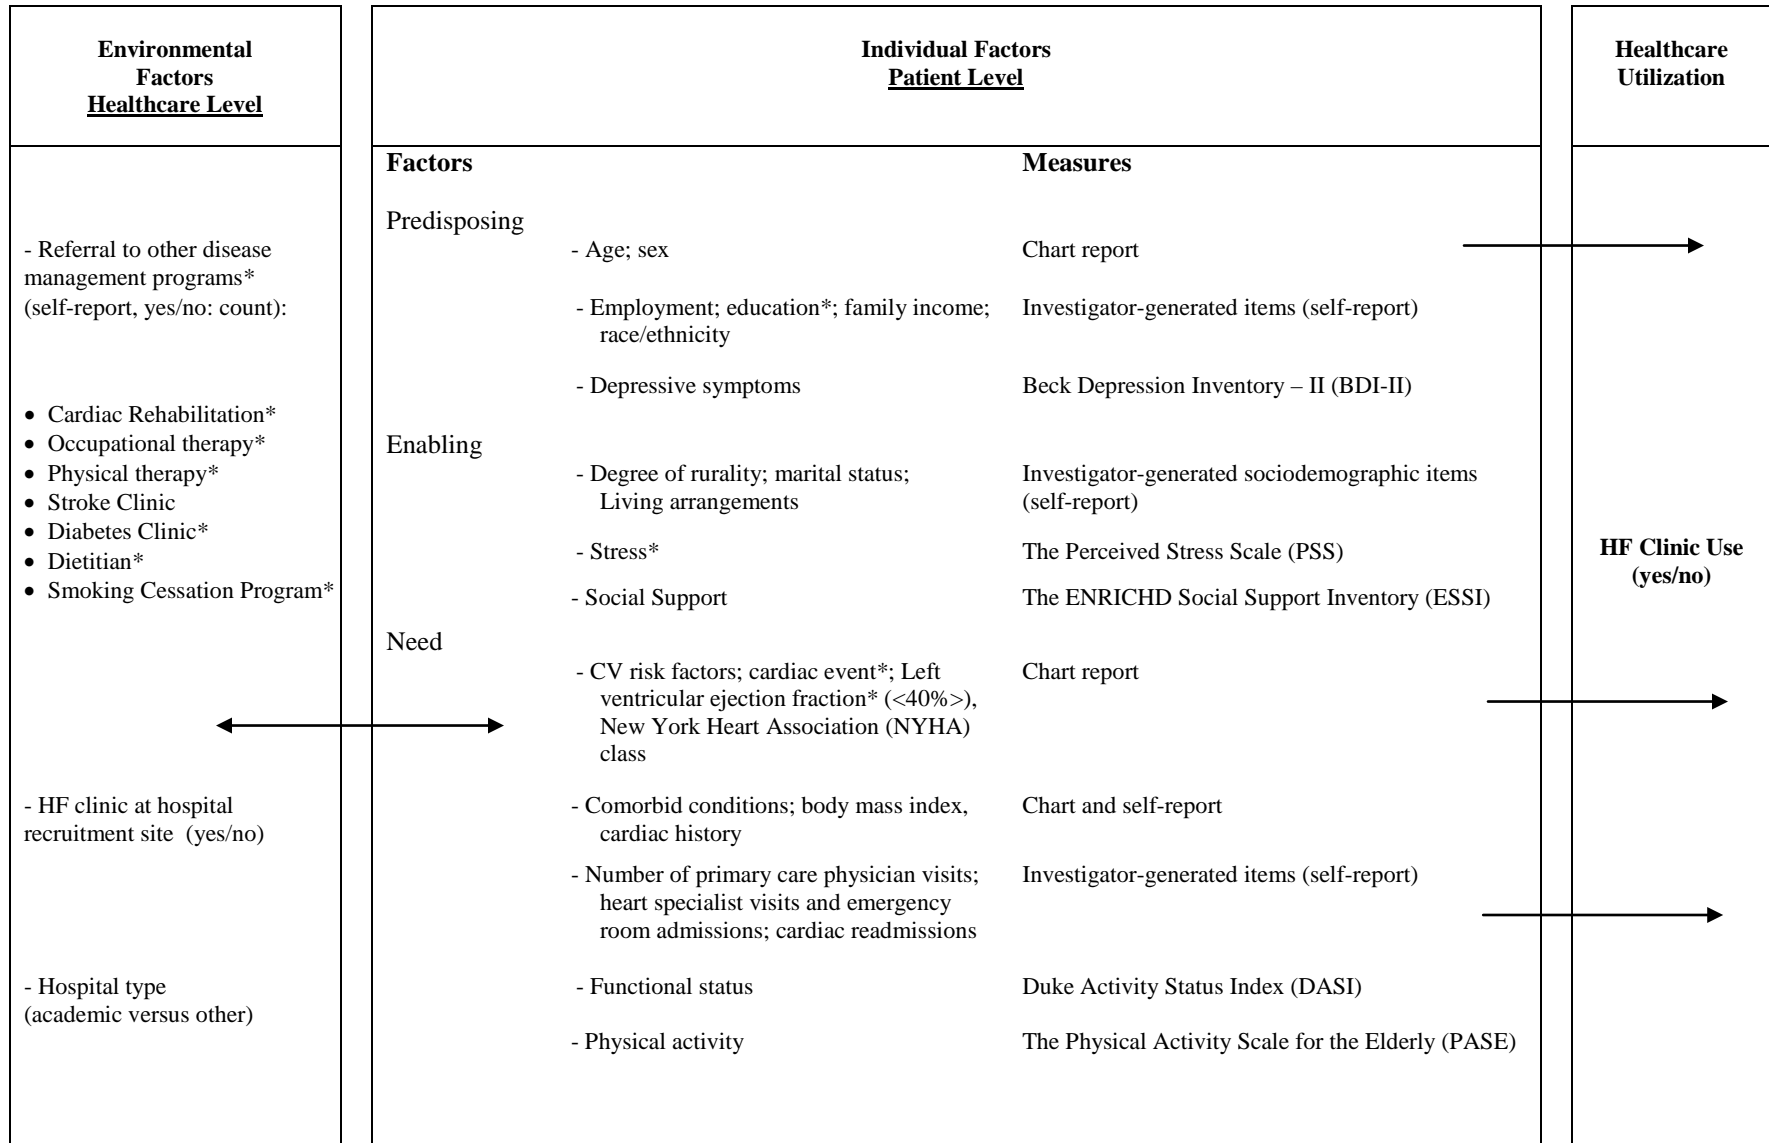 Environmental
Factors
Healthcare Level
- Referral to other disease
management programs*
(self-report, yes/no: count):
• Cardiac Rehabilitation*
• Occupational therapy*
• Physical therapy*
• Stroke Clinic
• Diabetes Clinic*
• Dietitian*
• Smoking Cessation Program*
- HF clinic at hospital
recruitment site (yes/no)
- Hospital type
(academic versus other)
Individual Factors
Patient Level
Factors Measures
Predisposing
- Age; sex Chart report
- Employment; education*; family income; Investigator-generated items (self-report)
race/ethnicity
- Depressive symptoms Beck Depression Inventory – II (BDI-II)
Enabling
- Degree of rurality; marital status; Investigator-generated sociodemographic items
Living arrangements (self-report)
- Stress* The Perceived Stress Scale (PSS)
- Social Support The ENRICHD Social Support Inventory (ESSI)
Need
- CV risk factors; cardiac event*; Left Chart report
ventricular ejection fraction* (<40%>),
New York Heart Association (NYHA)
class
- Comorbid conditions; body mass index, Chart and self-report
cardiac history
- Number of primary care physician visits; Investigator-generated items (self-report)
heart specialist visits and emergency
room admissions; cardiac readmissions
- Functional status Duke Activity Status Index (DASI)
- Physical activity The Physical Activity Scale for the Elderly (PASE)
Healthcare
Utilization
HF Clinic Use
(yes/no)